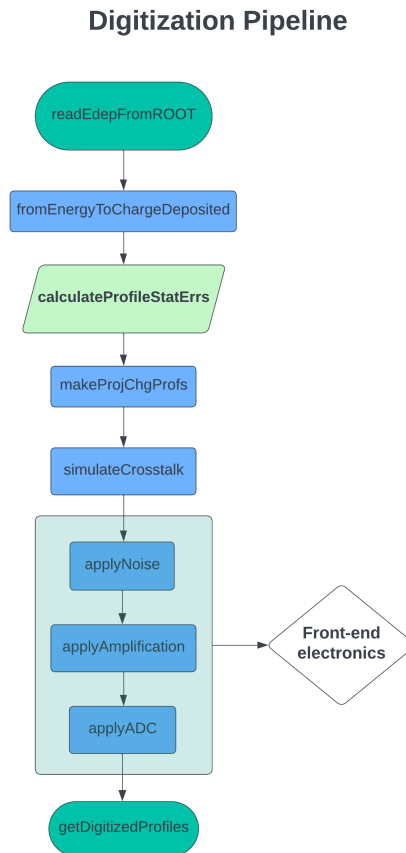 Digitization Pipeline
readEdepFromROOT
fromEnergyToChargeDeposited
calculateProfileStatErrs
makeProjChgProfs
simulateCrosstalk
applyNoise
applyAmplification
Front-end
electronics
applyADC
getDigitizedProfiles